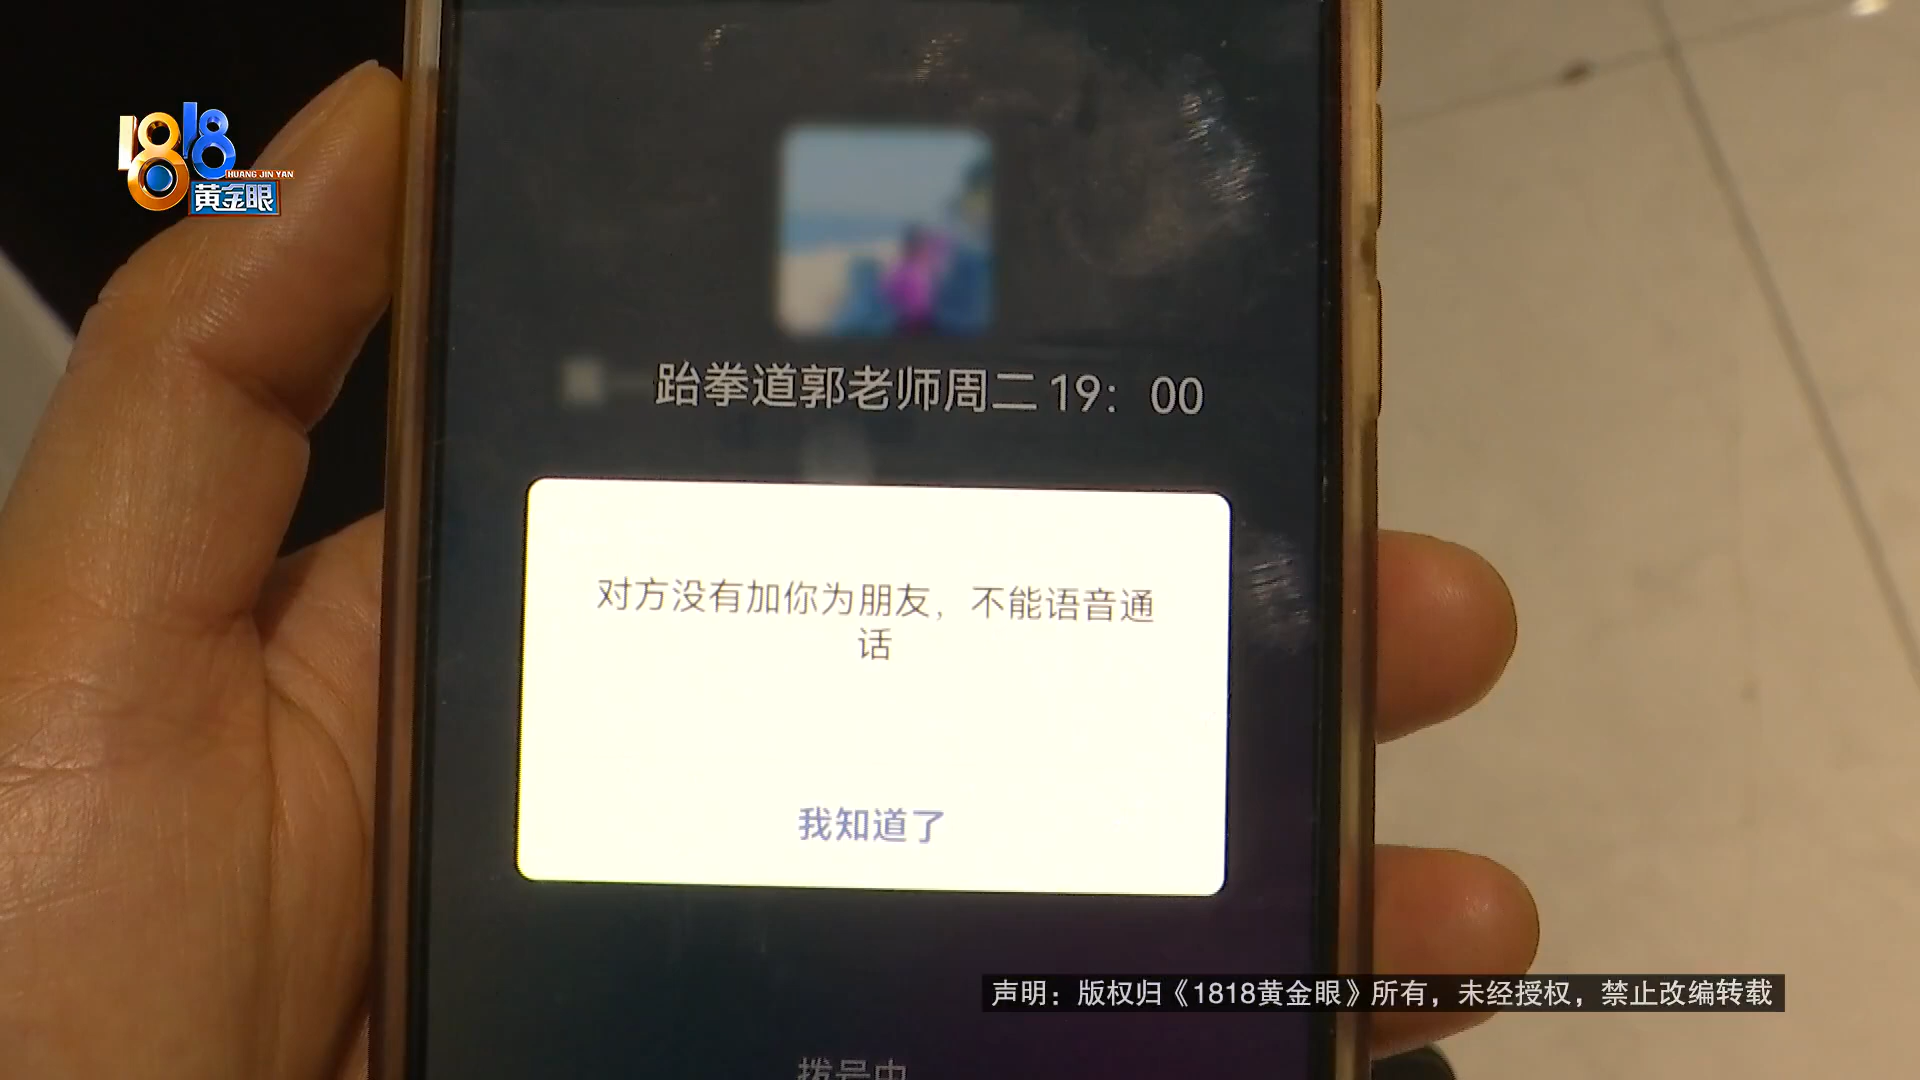 1818
HUANG JIN YAN
黄金眼
跆拳道郭老师周二19：00
对方没有加你为朋友，不能语音通
话
我知道了
声明：版权归《1818黄金眼》所有，未经授权，禁止改编转载
拨号中